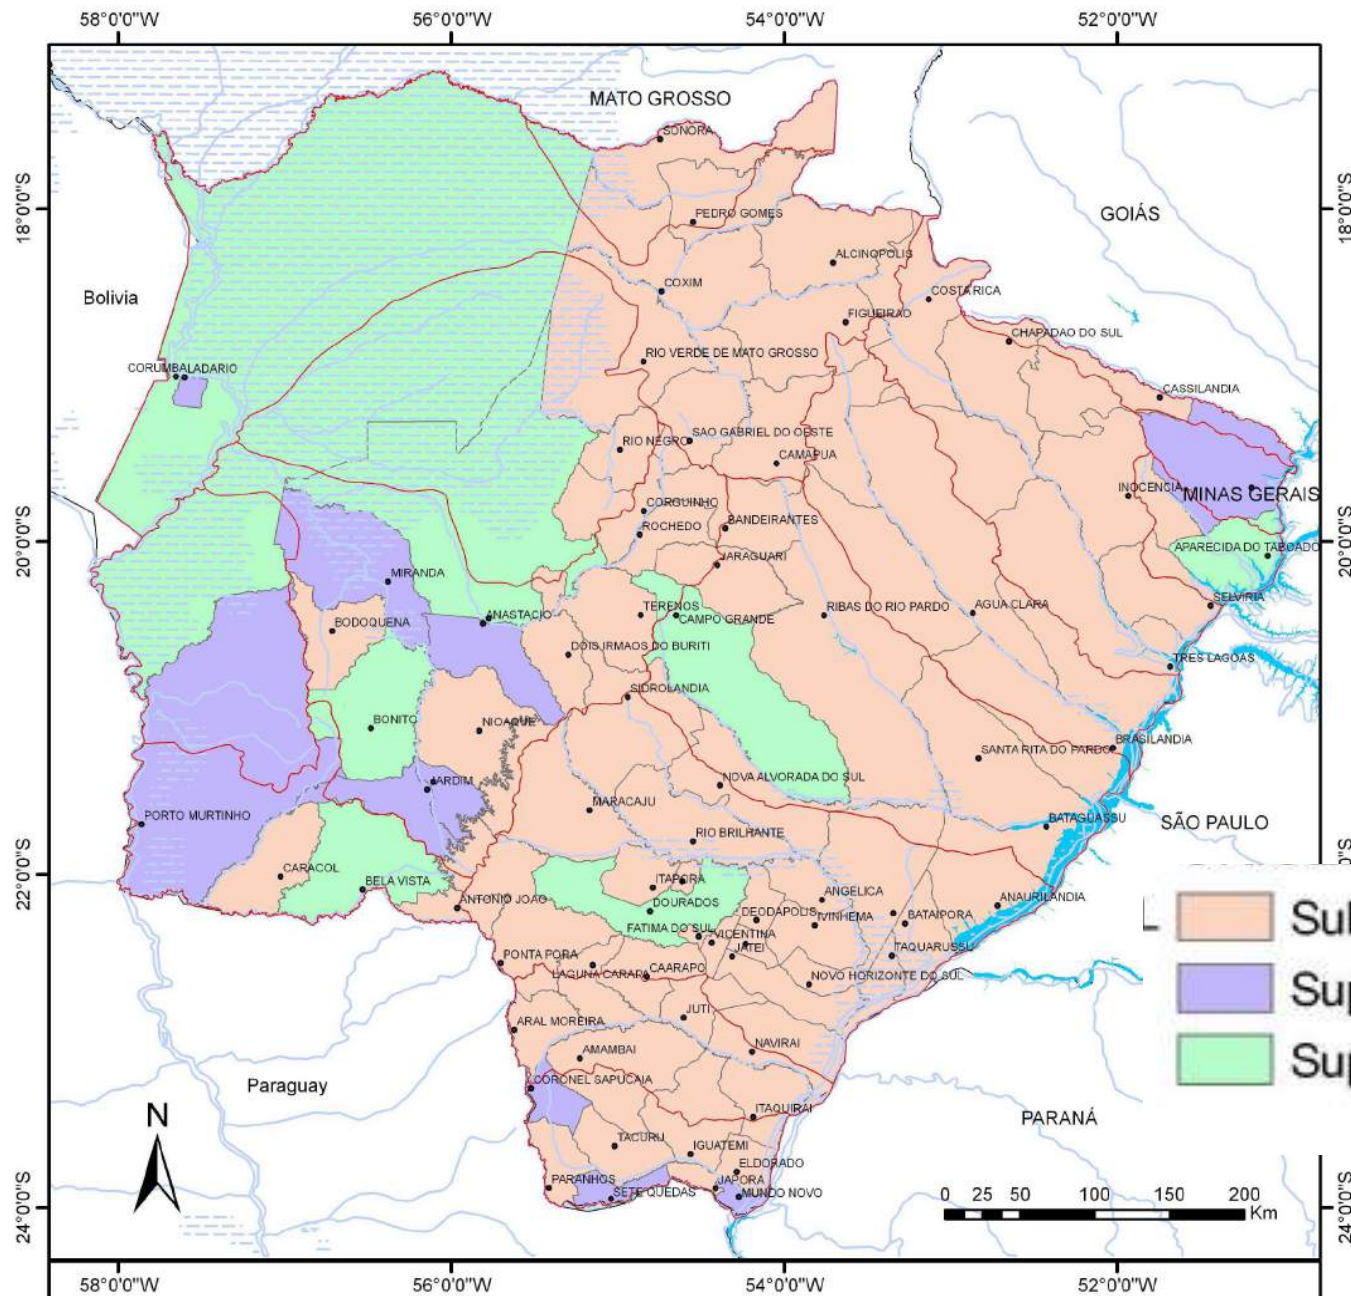 58°0'0"W 56°0'0"W 54°0'0"W 52°0'0"W
MATO GROSSO
SONORA
18°0'0"S
PEDRO GOMES
GOIÁS
18°0'0"S
ALCINOPOLIS
Bolivia
COXIM
COSTA RICA
FIGUEIRAO
CHAPADAO DO SUL
RIO VERDE DE MATO GROSSO
CORUMBALADARIO
CASSILANDIA
RIO NEGRO
SAO GABRIEL DO OESTE
CAMAPUA
INOCENCIA
MINAS GERAIS
CORGUINHO
BANDEIRANTES
ROCHEDO
20°0'0"S
APARECIDA DO TABOADO
20°0'0"S
JARAGUARI
MIRANDA
SELVIRIA
ANASTACIO
TERENOS
CAMPO GRANDE
RIBAS DO RIO PARDO
AGUA CLARA
BODOQUENA
DOIS IRMAOS DO BURITI
TRES LAGOAS
SIDROLANDIA
BONITO
NIOAQUE
BRASILANDIA
SANTA RITA DO PARDO
JARDIM
NOVA ALVORADA DO SUL
MARACAJU
PORTO MURTINHO
BATAGUASSU
SÃO PAULO
RIO BRILHANTE
CARACOL
22°0'0"S
BELA VISTA
ITAPORA
ANTONIO JOAO
DOURADOS
ANGELICA
ANAURILANDIA
DEODAPOLIS
IVINHEMA
BATAIPORA
FATIMA DO SUL
VICENTINA
JATEI
TAQUARUSSU
PONTA PORA
LAGUNA CARAPA
CAARAPO
NOVO HORIZONTE DO SUL
Sul
Sup
Sup
JUTI
ARAL MOREIRA
NAVIRAI
AMAMBAI
CORONEL SAPUCAIA
Paraguay
ITAQUIRAI
PARANÁ
N
TACURU
IGUATEMI
ELDORADO
PARANHOS
JAPORA
SETE QUEDAS
MUNDO NOVO
0 25 50 100 150 200
Km
24°0'0"S
24°0'0"S
58°0'0"W 56°0'0"W 54°0'0"W 52°0'0"W